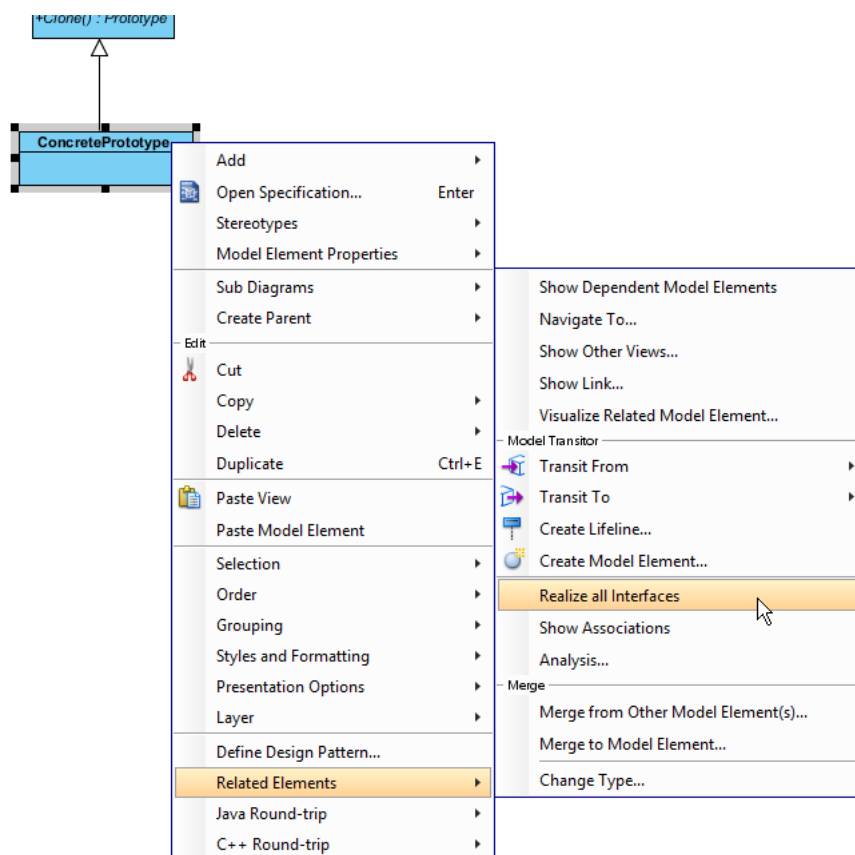 +Clone() : Prototype
ConcretePrototype
Add
Open Specification... Enter
Stereotypes
Model Element Properties
Sub Diagrams
Create Parent
Edit
Cut
Copy
Delete
Duplicate Ctrl+E
Paste View
Paste Model Element
Selection
Order
Grouping
Styles and Formatting
Presentation Options
Layer
Define Design Pattern...
Related Elements
Java Round-trip
C++ Round-trip
Show Dependent Model Elements
Navigate To...
Show Other Views...
Show Link...
Visualize Related Model Element...
Model Transitor
Transit From
Transit To
Create Lifeline...
Create Model Element...
Realize all Interfaces
Show Associations
Analysis...
Merge
Merge from Other Model Element(s)...
Merge to Model Element...
Change Type...